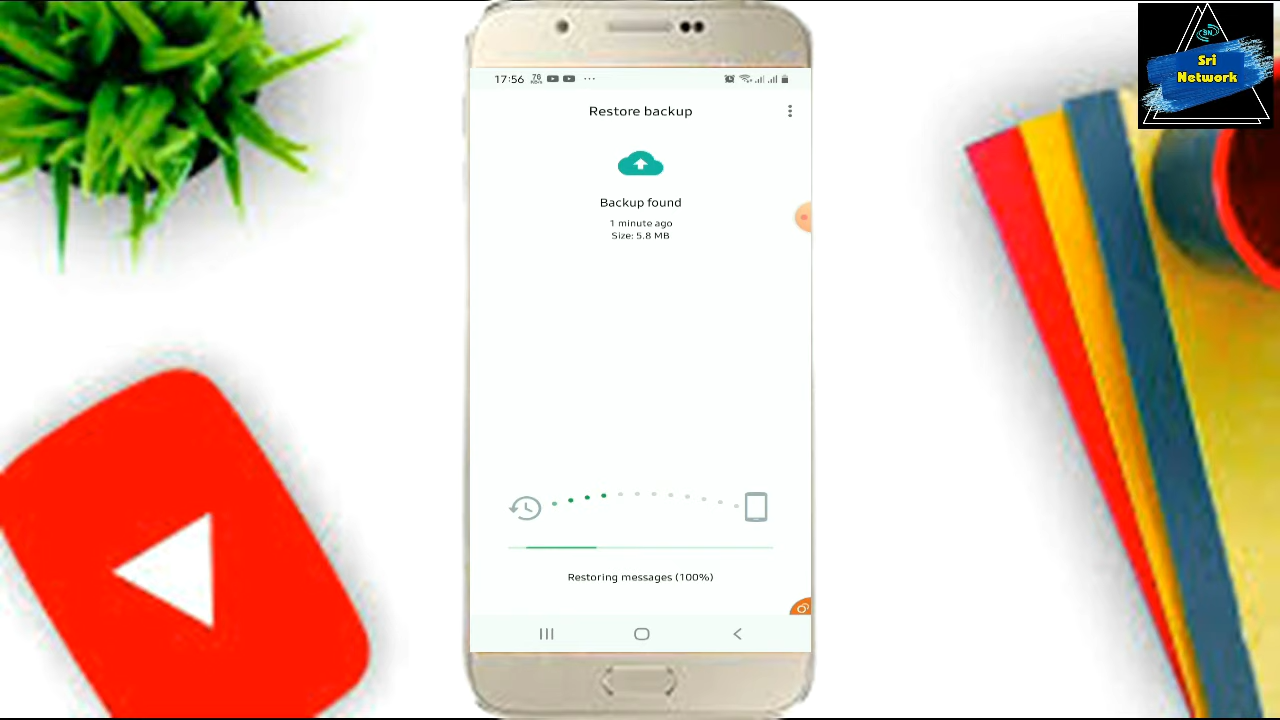 Sri
Network
17:56
Restore backup
Backup found
1 minute ago
Size: 5.8 MB
Restoring messages (100%)